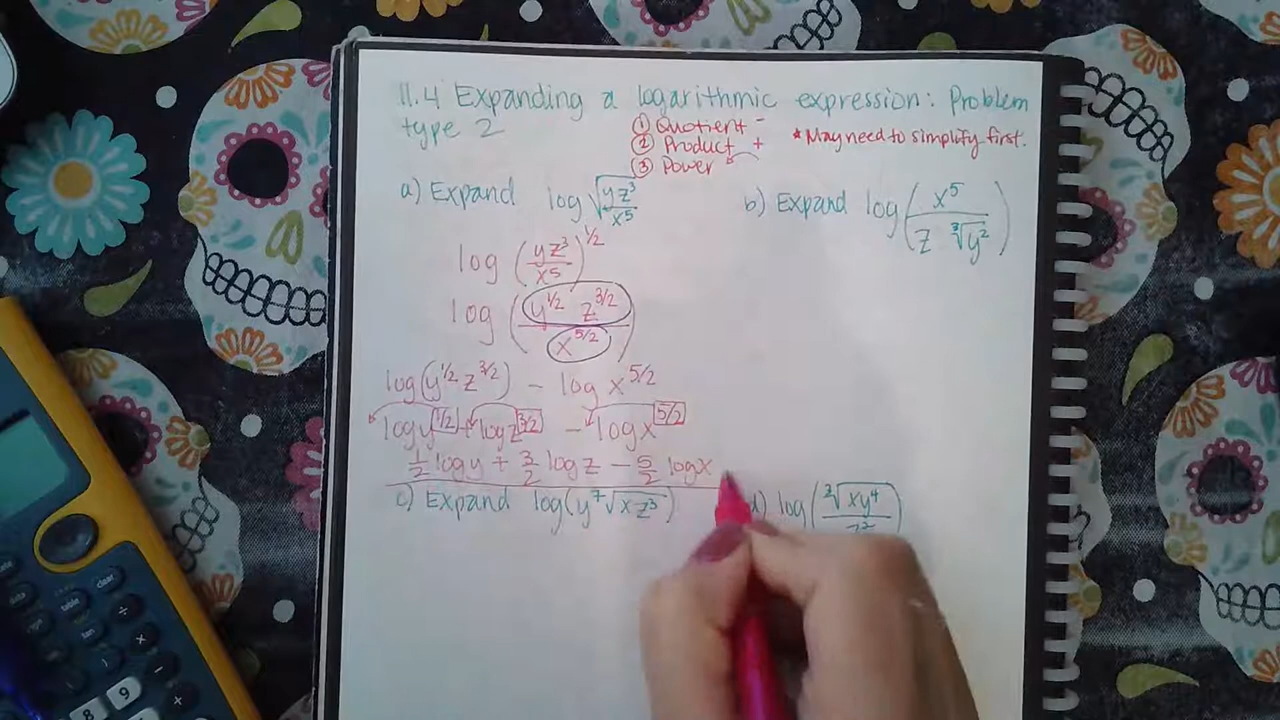 11.4 Expanding a logarithmic expression: Problem
type 2
① Quotient -
② Product +
③ Power
* May need to simplify first.
a) Expand log √(yz³/x⁵)
log (yz³/x⁵)^1/2
log (y^1/2 z^3/2 / x^5/2)
log(y^1/2 z^3/2) - log x^5/2
log y^1/2 + log z^3/2 - log x^5/2
1/2 log y + 3/2 log z - 5/2 log x
b) Expand log(x⁵ / z ∛y²)
c) Expand log(y⁷ √xz³)
d) log(∛xy⁴ / z²)
9
8